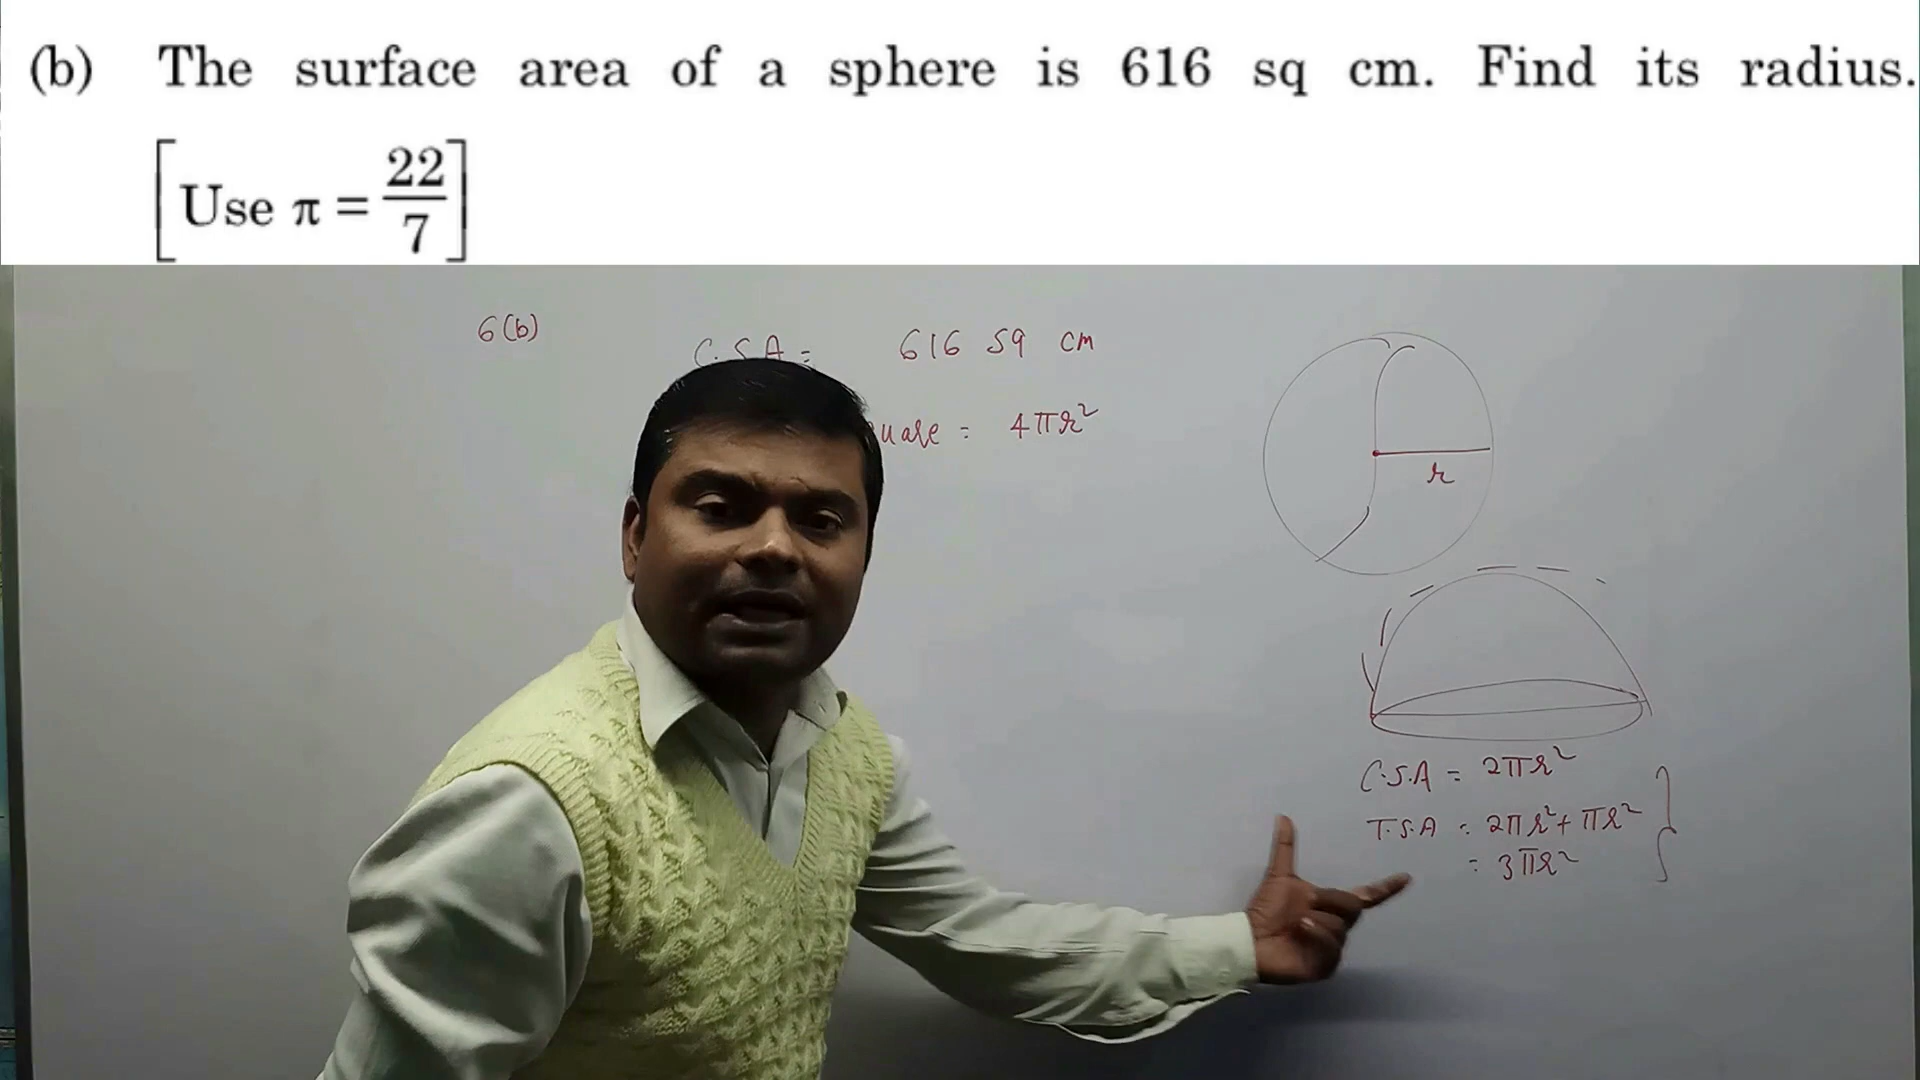 (b) The surface area of a sphere is 616 sq cm. Find its radius.
[Use π = 22/7]
6(b)
C.S.A = 616 sq cm
= 4πr²
r
C.S.A = 2πr²
T.S.A = 2πr² + πr²
= 3πr²